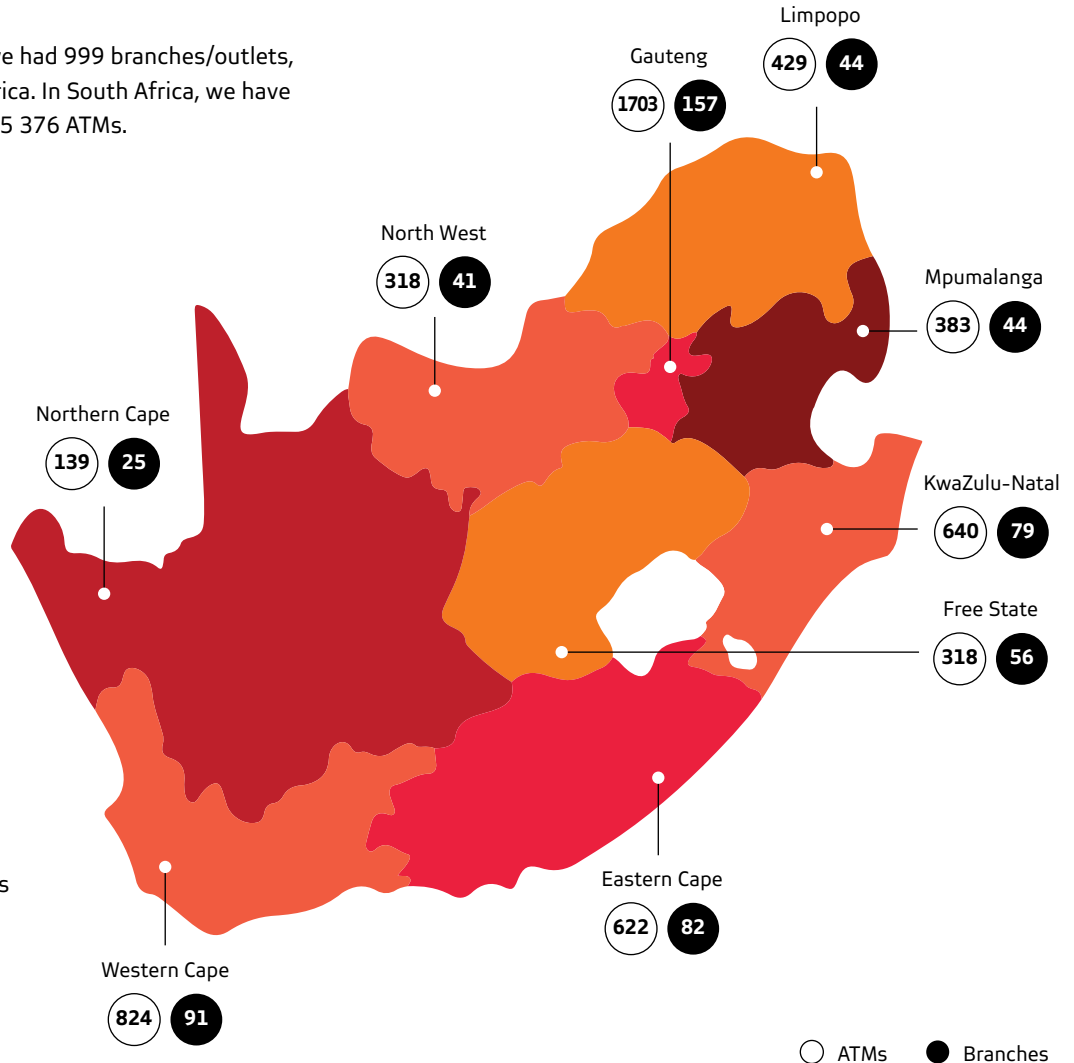 e had 999 branches/outlets,
rica. In South Africa, we have
5 376 ATMs.
Limpopo
429 44
Gauteng
1703 157
North West
318 41
Mpumalanga
383 44
Northern Cape
139 25
KwaZulu-Natal
640 79
Free State
318 56
s
Eastern Cape
622 82
Western Cape
824 91
ATMs Branches